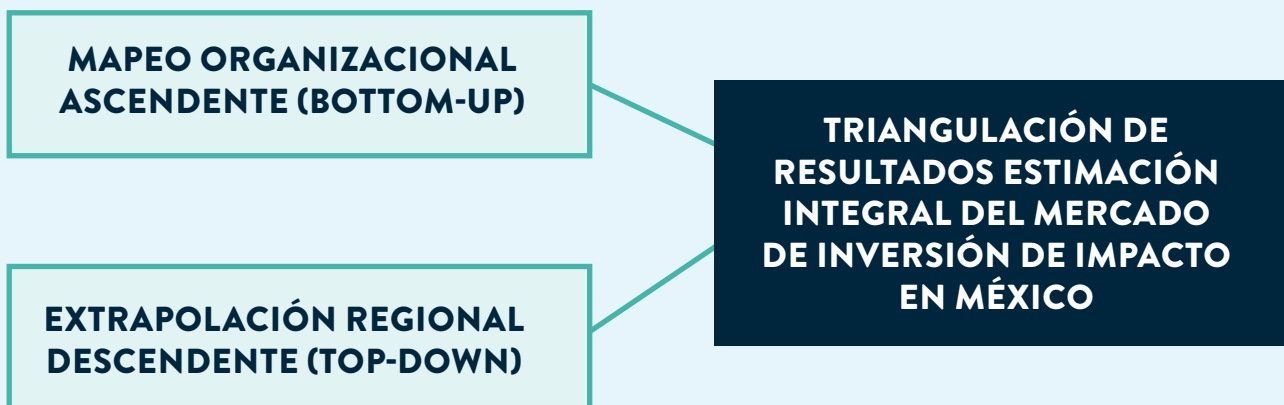 MAPEO ORGANIZACIONAL
ASCENDENTE (BOTTOM-UP)
EXTRAPOLACIÓN REGIONAL
DESCENDENTE (TOP-DOWN)
TRIANGULACIÓN DE
RESULTADOS ESTIMACIÓN
INTEGRAL DEL MERCADO
DE INVERSIÓN DE IMPACTO
EN MÉXICO